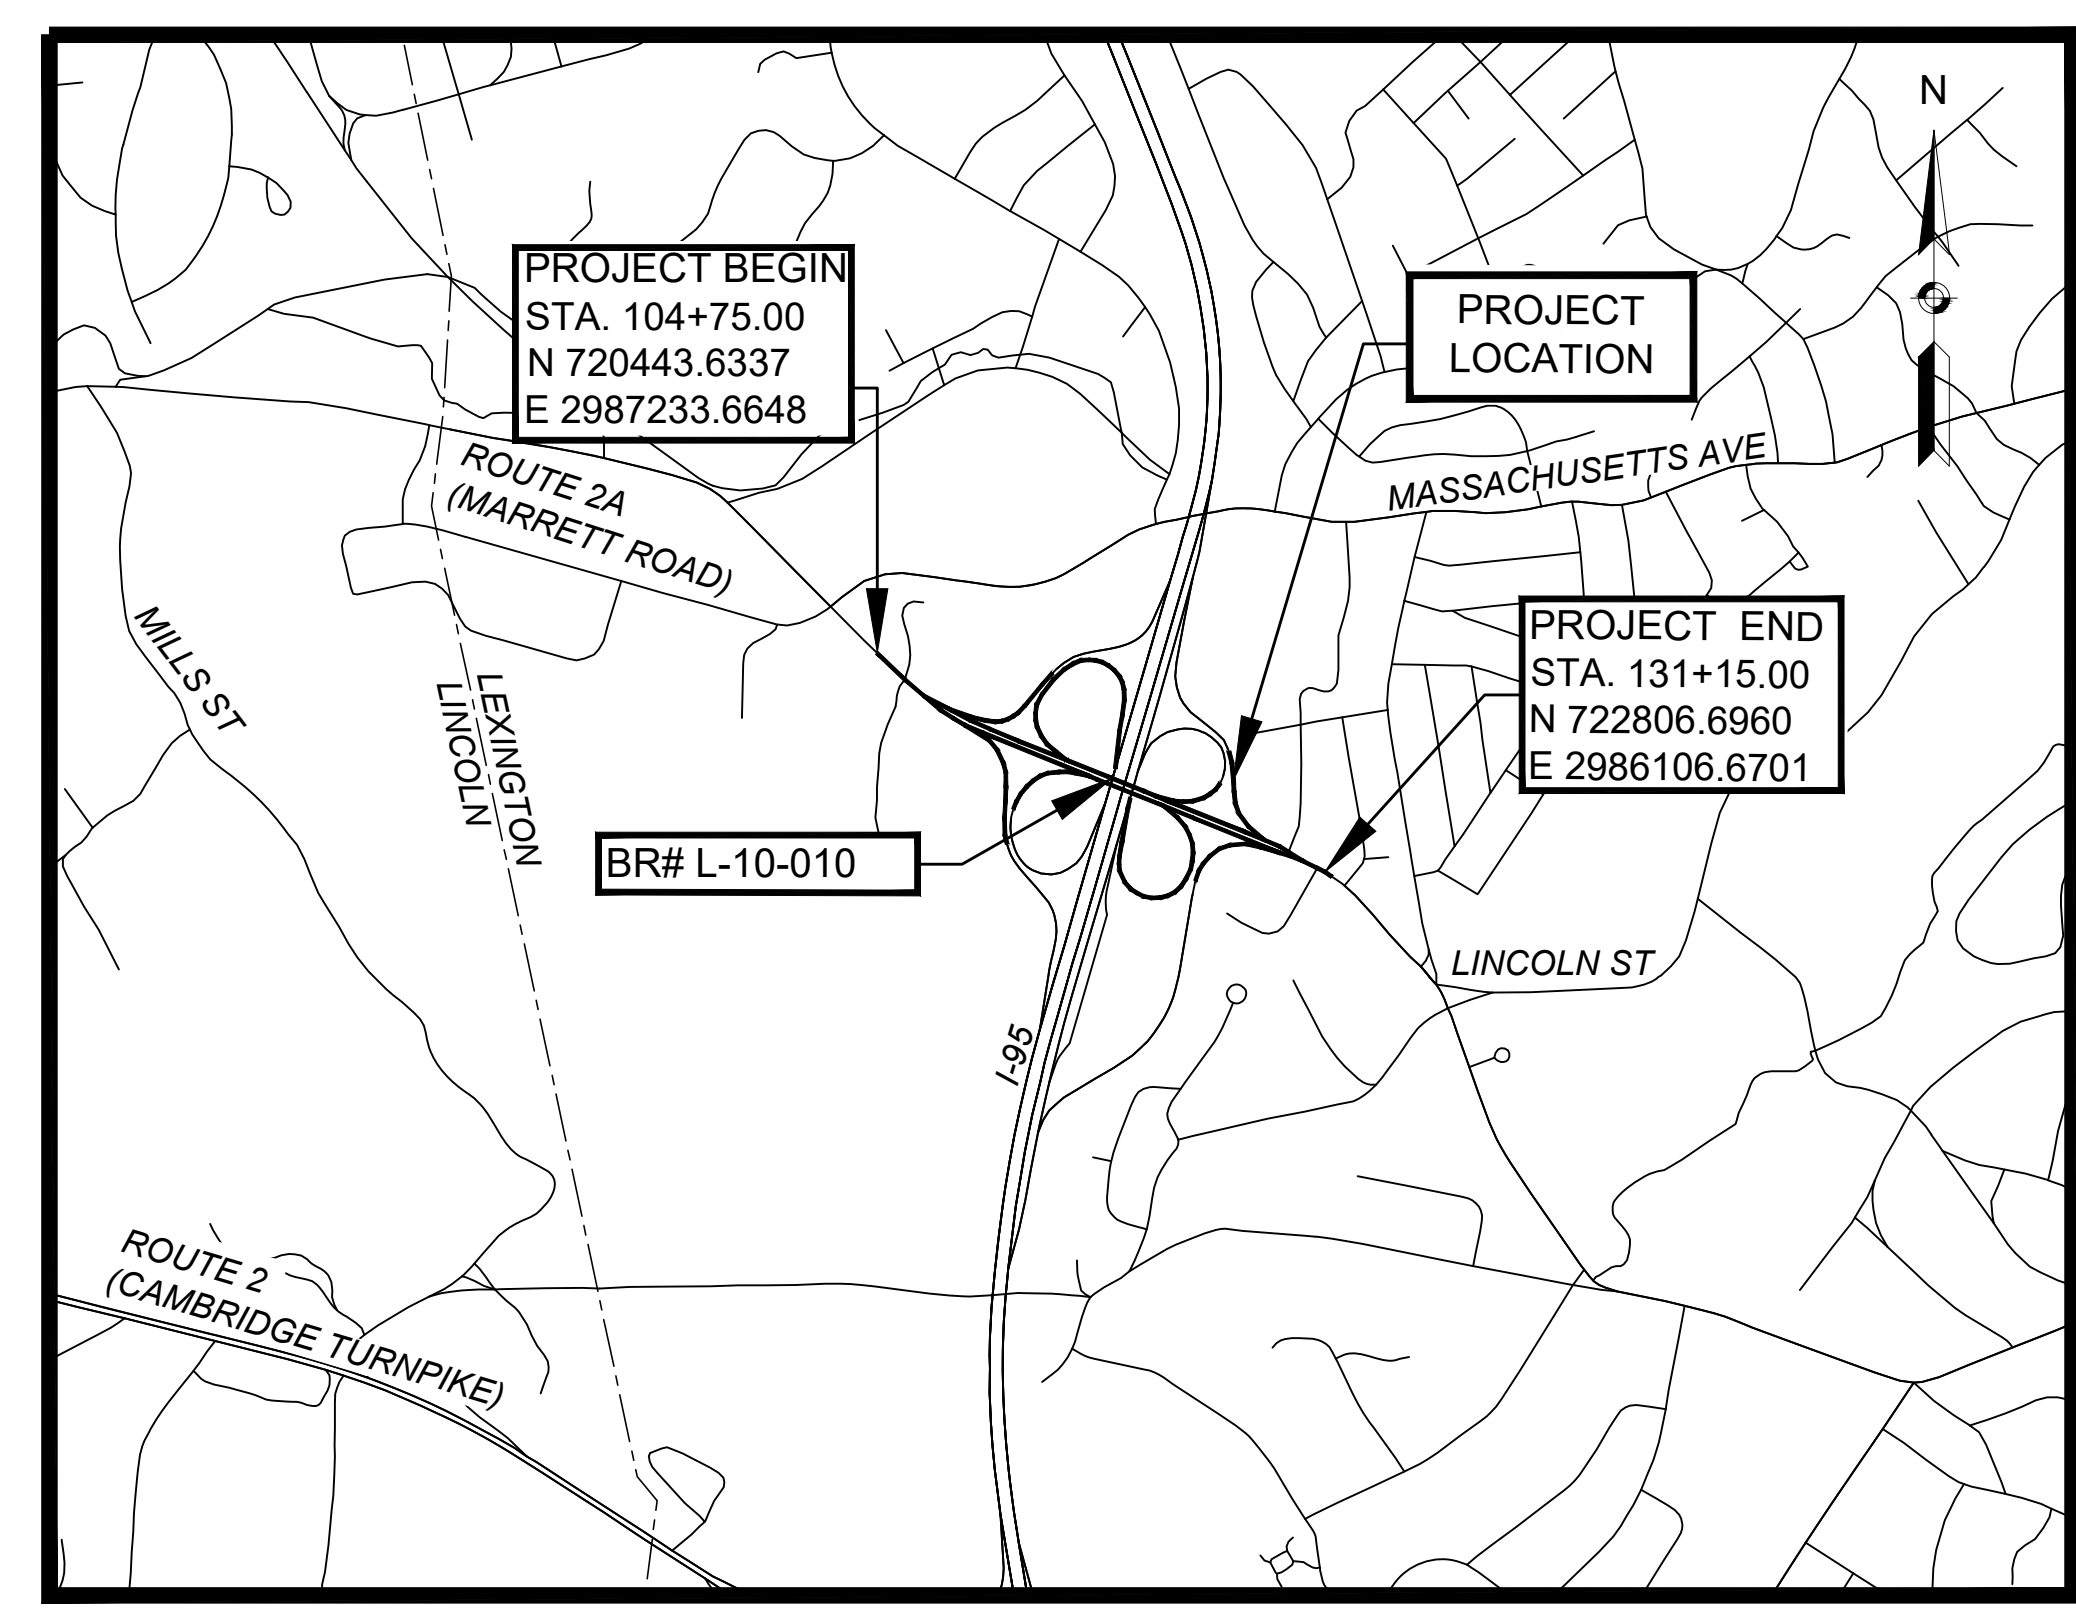 N
PROJECT BEGIN
STA. 104+75.00
N 720443.6337
E 2987233.6648
PROJECT
LOCATION
ROUTE 2A
(MARRETT ROAD)
MASSACHUSETTS AVE
MILLS ST
LEXINGTON
LINCOLN
PROJECT END
STA. 131+15.00
N 722806.6960
E 2986106.6701
BR# L-10-010
LINCOLN ST
I-95
ROUTE 2
(CAMBRIDGE TURNPIKE)